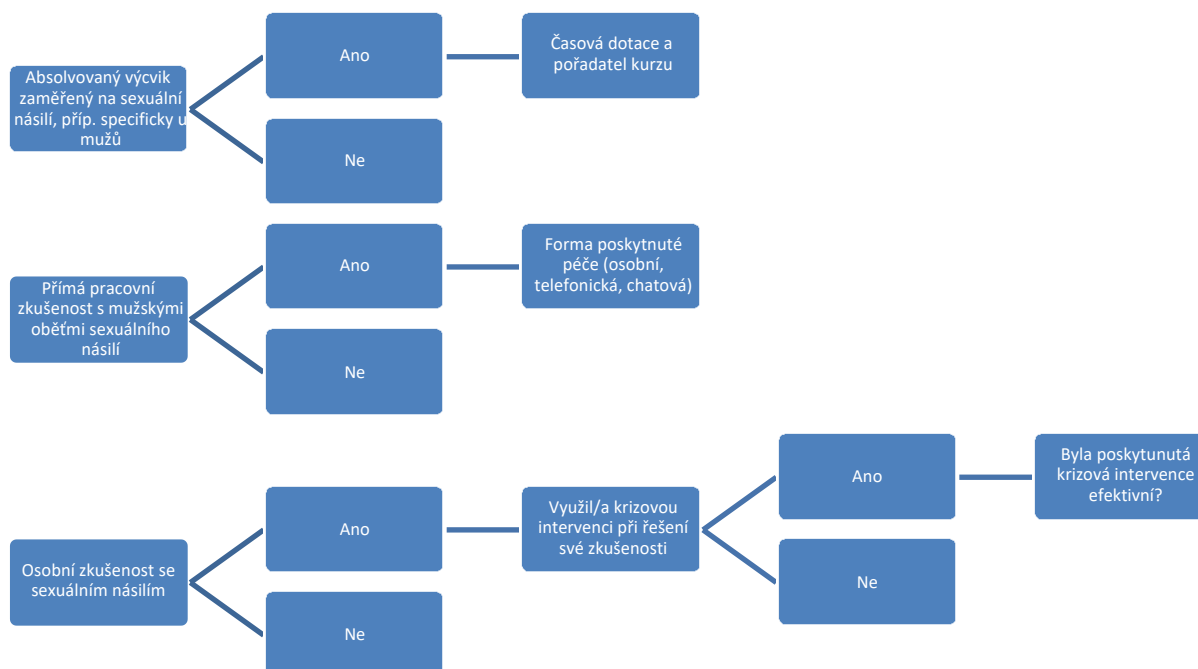 Ano
Časová dotace a
pořadatel kurzu
Absolvovaný výcvik
zaměřený na sexuální
násilí, příp. specificky u
mužů
Ne
Ano
Forma poskytnuté
péče (osobní,
telefonická, chatová)
Přímá pracovní
zkušenost s mužskými
oběťmi sexuálního
násilí
Ne
Osobní zkušenost se
sexuálním násilím
Ano
Využil/a krizovou
intervenci při řešení
své zkušenosti
Ano
Byla poskytunutá
krizová intervence
efektivní?
Ne
Ne